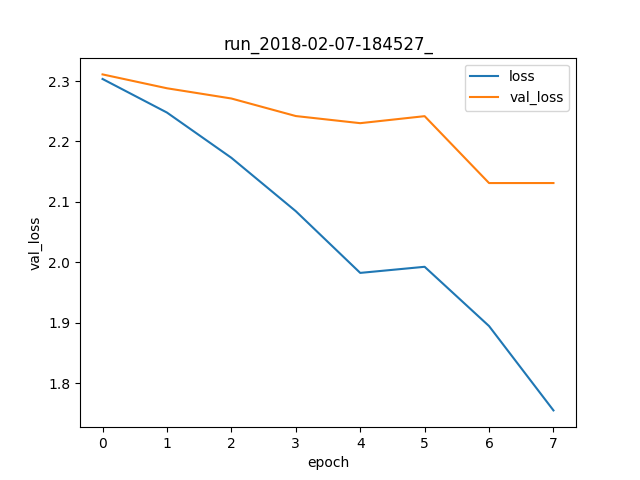 run_2018-02-07-184527_
loss
val_loss
2.3
2.2
2.1
2.0
1.9
1.8
val_loss
0 1 2 3 4 5 6 7
epoch